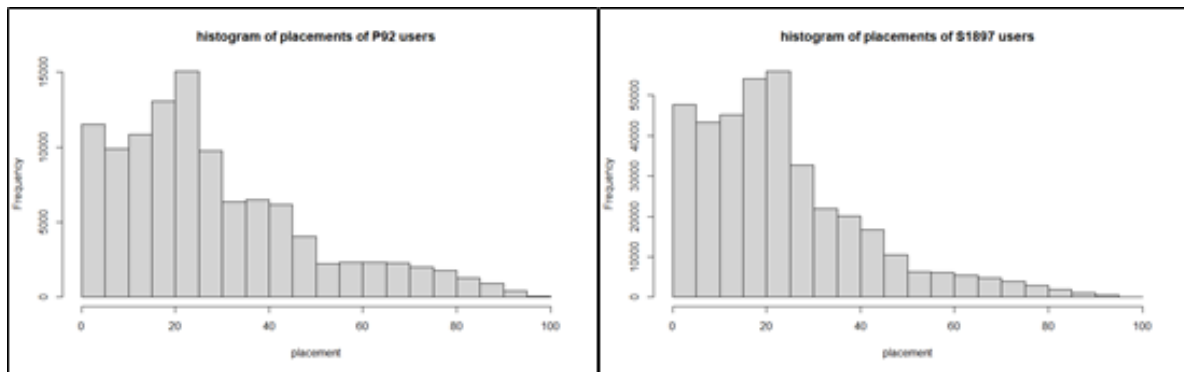 histogram of placements of P92 users
Frequency
0
5000
10000
15000
0 20 40 60 80 100
placement
histogram of placements of S1897 users
Frequency
0
10000
20000
30000
40000
50000
0 20 40 60 80 100
placement